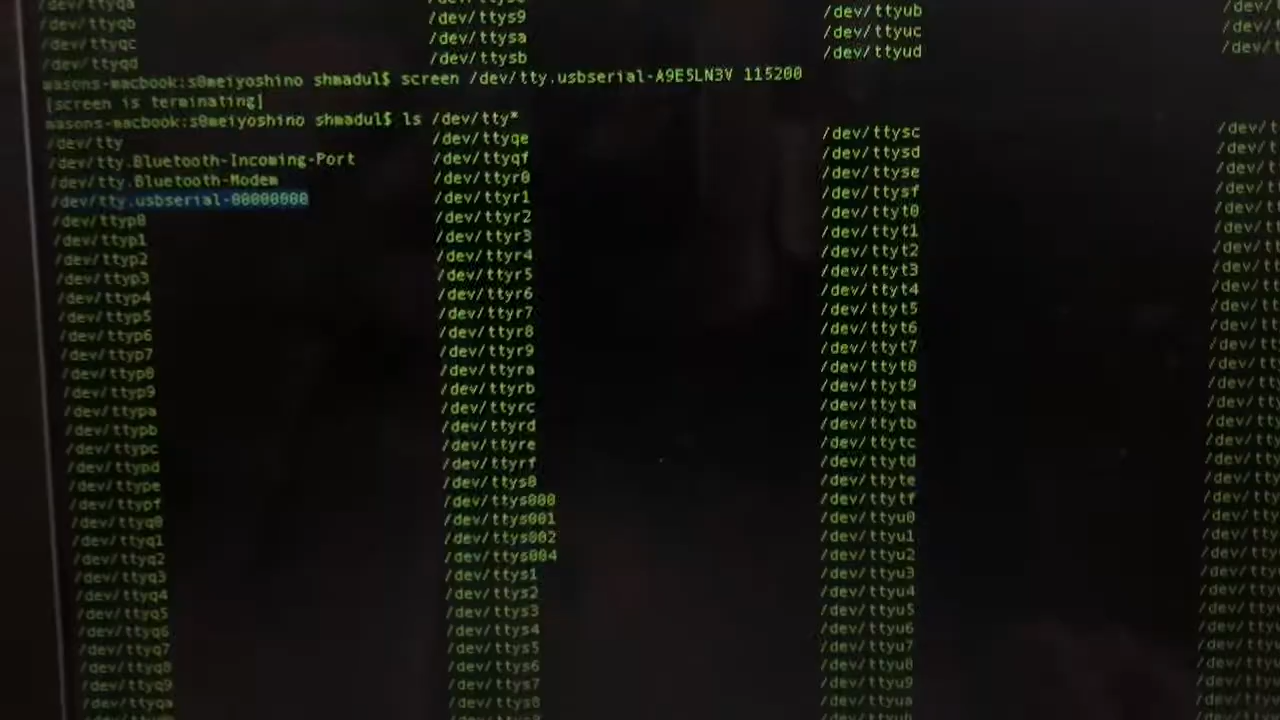 /dev/ttyqa /dev/ttyub
/dev/ttyqb /dev/ttys9 /dev/ttyuc
/dev/ttyqc /dev/ttysa /dev/ttyud
/dev/ttyqd /dev/ttysb
masons-macbook:s0meiyoshino shmadul$ screen /dev/tty.usbserial-A9E5LN3V 115200
[screen is terminating]
masons-macbook:s0meiyoshino shmadul$ ls /dev/tty*
/dev/tty /dev/ttyqe /dev/ttysc
/dev/tty.Bluetooth-Incoming-Port /dev/ttyqf /dev/ttysd
/dev/tty.Bluetooth-Modem /dev/ttyr0 /dev/ttyse
/dev/tty.usbserial-00000000 /dev/ttyr1 /dev/ttysf
/dev/ttyp0 /dev/ttyr2 /dev/ttyt0
/dev/ttyp1 /dev/ttyr3 /dev/ttyt1
/dev/ttyp2 /dev/ttyr4 /dev/ttyt2
/dev/ttyp3 /dev/ttyr5 /dev/ttyt3
/dev/ttyp4 /dev/ttyr6 /dev/ttyt4
/dev/ttyp5 /dev/ttyr7 /dev/ttyt5
/dev/ttyp6 /dev/ttyr8 /dev/ttyt6
/dev/ttyp7 /dev/ttyr9 /dev/ttyt7
/dev/ttyp8 /dev/ttyra /dev/ttyt8
/dev/ttyp9 /dev/ttyrb /dev/ttyt9
/dev/ttypa /dev/ttyrc /dev/ttyta
/dev/ttypb /dev/ttyrd /dev/ttytb
/dev/ttypc /dev/ttyre /dev/ttytc
/dev/ttypd /dev/ttyrf /dev/ttytd
/dev/ttype /dev/ttys0 /dev/ttyte
/dev/ttypf /dev/ttys000 /dev/ttytf
/dev/ttyq0 /dev/ttys001 /dev/ttyu0
/dev/ttyq1 /dev/ttys002 /dev/ttyu1
/dev/ttyq2 /dev/ttys004 /dev/ttyu2
/dev/ttyq3 /dev/ttys1 /dev/ttyu3
/dev/ttyq4 /dev/ttys2 /dev/ttyu4
/dev/ttyq5 /dev/ttys3 /dev/ttyu5
/dev/ttyq6 /dev/ttys4 /dev/ttyu6
/dev/ttyq7 /dev/ttys5 /dev/ttyu7
/dev/ttyq8 /dev/ttys6 /dev/ttyu8
/dev/ttyq9 /dev/ttys7 /dev/ttyu9
/dev/ttyqa /dev/ttys8 /dev/ttyua